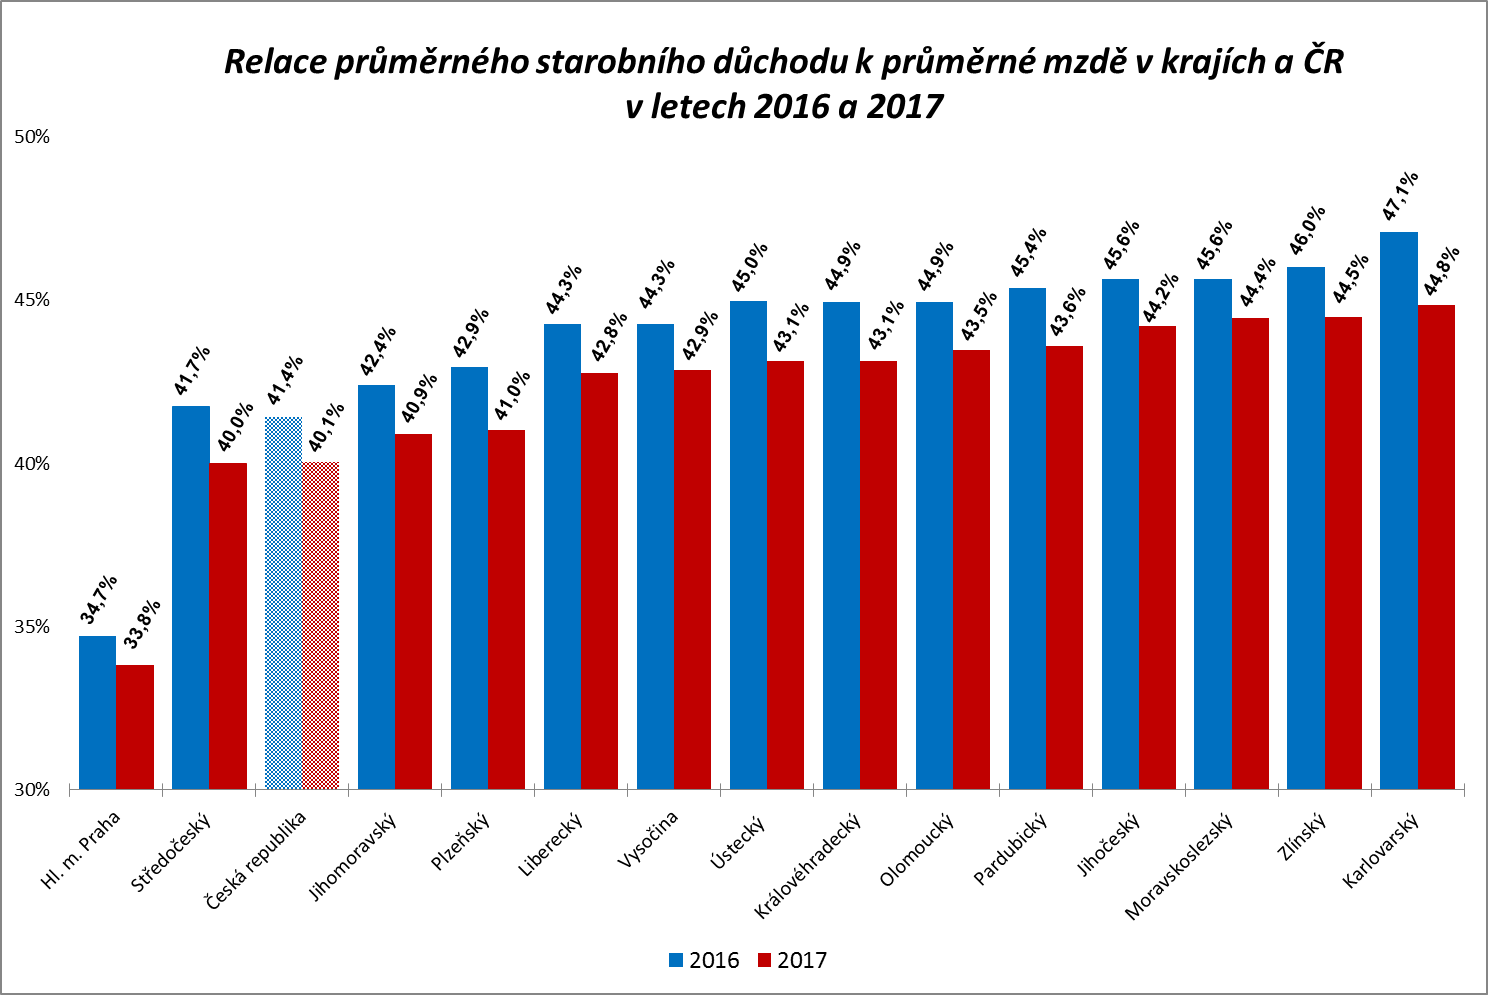 Relace průměrného starobního důchodu k průměrné mzdě v krajích a ČR
v letech 2016 a 2017
50%
45%
40%
35%
30%
34,7%
33,8%
41,7%
40,0%
41,4%
40,1%
42,4%
40,9%
42,9%
41,0%
44,3%
42,8%
44,3%
42,9%
45,0%
43,1%
44,9%
43,1%
44,9%
43,5%
45,4%
43,6%
45,6%
44,2%
45,6%
44,4%
46,0%
44,5%
47,1%
44,8%
Hl. m. Praha
Středočeský
Česká republika
Jihomoravský
Plzeňský
Liberecký
Vysočina
Ústecký
Královéhradecký
Olomoucký
Pardubický
Jihočeský
Moravskoslezský
Zlínský
Karlovarský
2016
2017